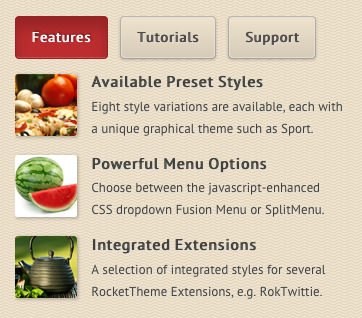 Features Tutorials Support
Available Preset Styles
Eight style variations are available, each with
a unique graphical theme such as Sport.
Powerful Menu Options
Choose between the javascript-enhanced
CSS dropdown Fusion Menu or SplitMenu.
Integrated Extensions
A selection of integrated styles for several
RocketTheme Extensions, e.g. RokTwittie.